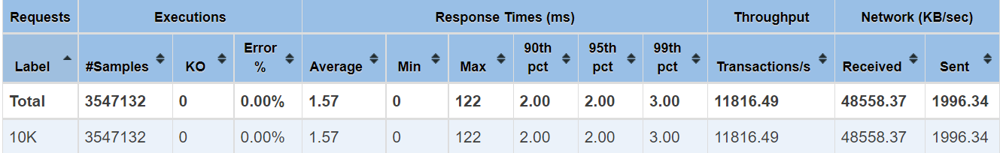 Requests Executions Response Times (ms) Throughput Network (KB/sec)
Label #Samples KO Error % Average Min Max 90th pct 95th pct 99th pct Transactions/s Received Sent
Total 3547132 0 0.00% 1.57 0 122 2.00 2.00 3.00 11816.49 48558.37 1996.34
10K 3547132 0 0.00% 1.57 0 122 2.00 2.00 3.00 11816.49 48558.37 1996.34